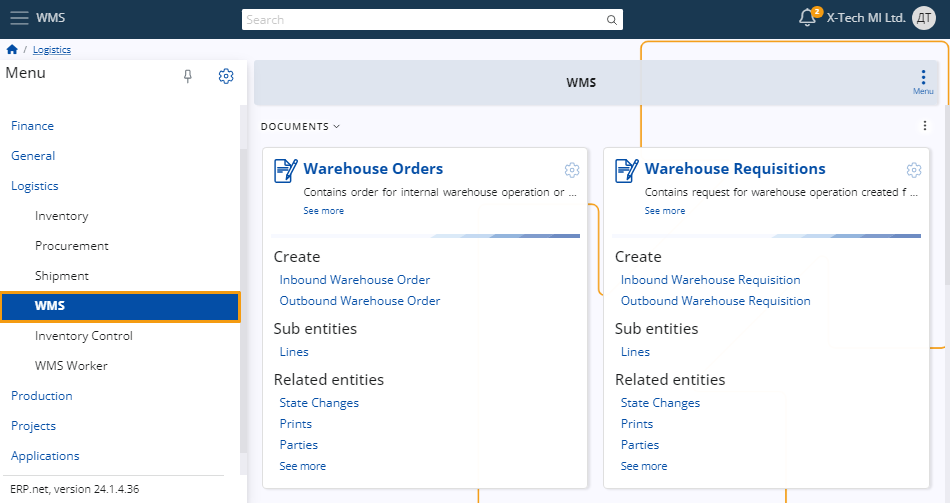 WMS
Search
2
X-Tech MI Ltd.
ДТ
/ Logistics
Menu
Finance
General
Logistics
Inventory
Procurement
Shipment
WMS
Inventory Control
WMS Worker
Production
Projects
Applications
ERP.net, version 24.1.4.36
WMS
Menu
DOCUMENTS
Warehouse Orders
Contains order for internal warehouse operation or ...
See more
Create
Inbound Warehouse Order
Outbound Warehouse Order
Sub entities
Lines
Related entities
State Changes
Prints
Parties
See more
Warehouse Requisitions
Contains request for warehouse operation created f ...
See more
Create
Inbound Warehouse Requisition
Outbound Warehouse Requisition
Sub entities
Lines
Related entities
State Changes
Prints
Parties
See more